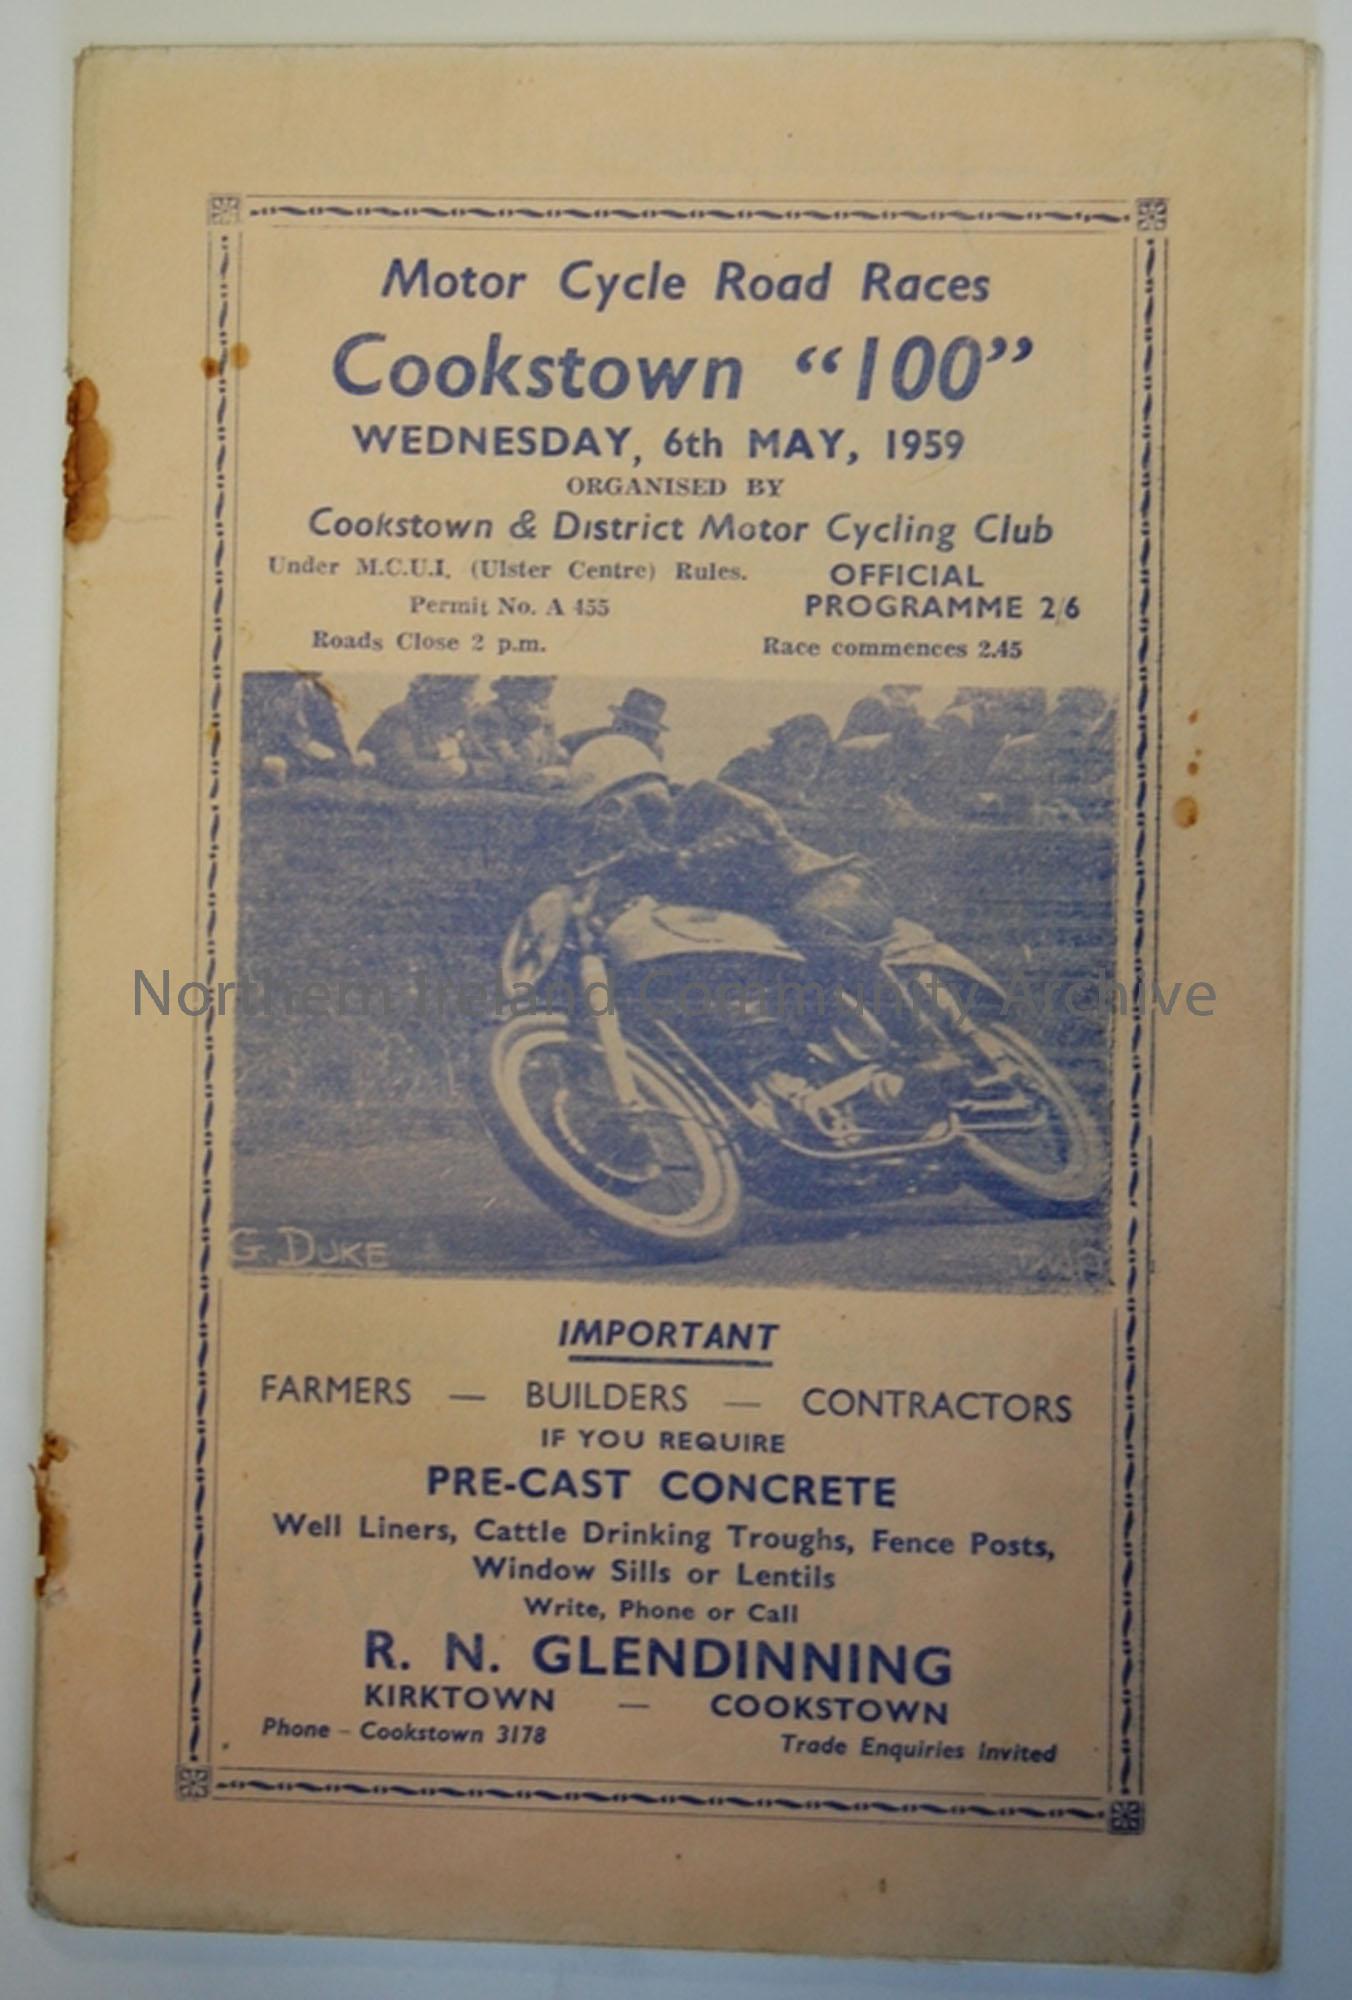 Motor Cycle Road Races
Cookstown "100"
WEDNESDAY, 6th MAY, 1959
ORGANISED BY
Cookstown & District Motor Cycling Club
Under M.C.U.I. (Ulster Centre) Rules.
Permit No. A 455
OFFICIAL
PROGRAMME 2/6
Roads Close 2 p.m.
Race commences 2.45
Northern Ireland Community Archive
G. DUKE
IMPORTANT
FARMERS — BUILDERS — CONTRACTORS
IF YOU REQUIRE
PRE-CAST CONCRETE
Well Liners, Cattle Drinking Troughs, Fence Posts,
Window Sills or Lentils
Write, Phone or Call
R. N. GLENDINNING
KIRKTOWN — COOKSTOWN
Phone - Cookstown 3178
Trade Enquiries Invited